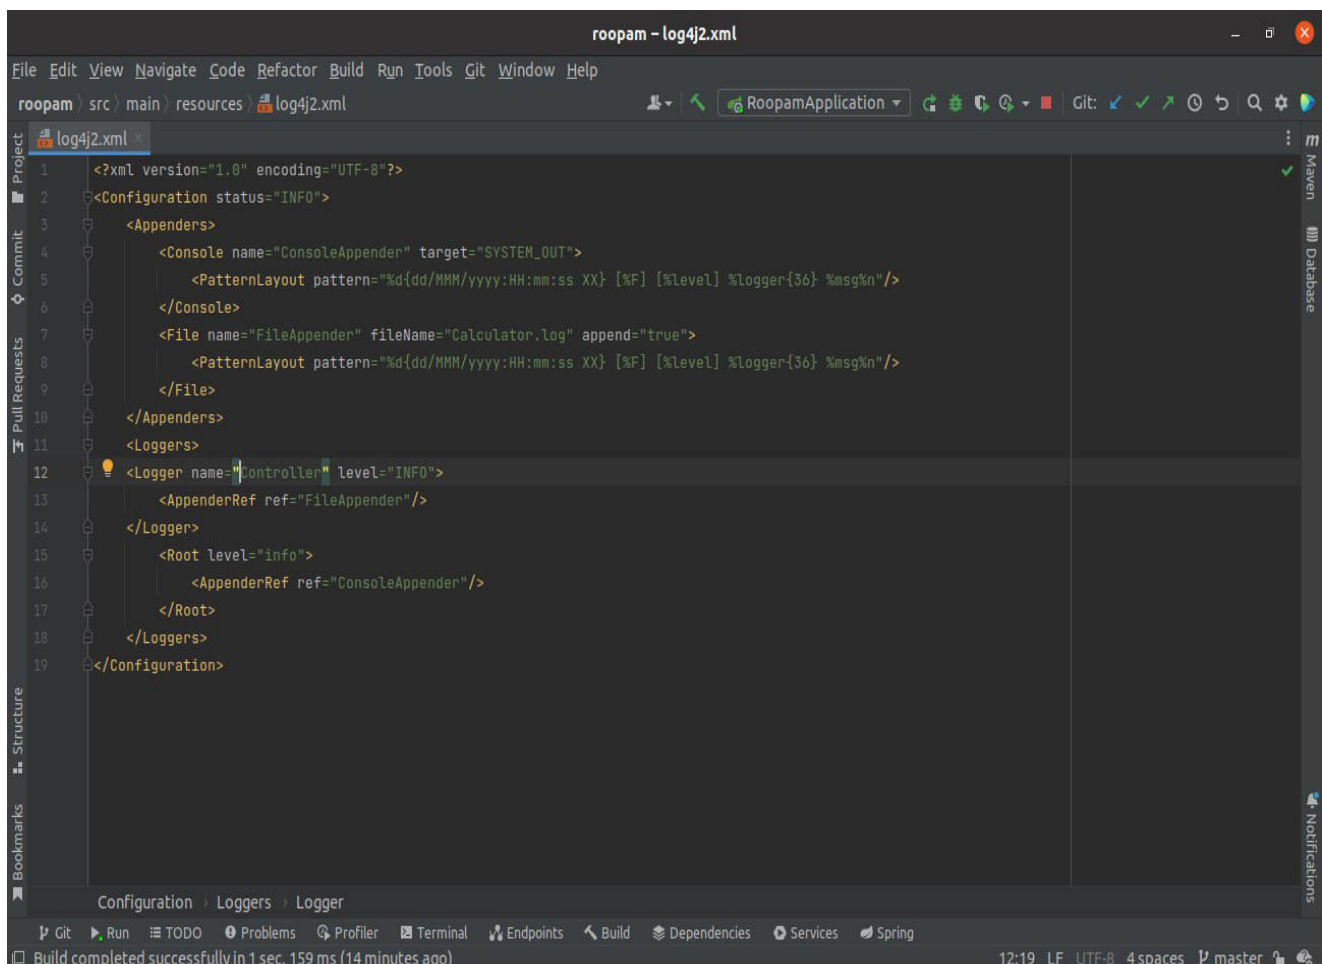 roopam – log4j2.xml
File Edit View Navigate Code Refactor Build Run Tools Git Window Help
roopam src main resources log4j2.xml RoopamApplication Git:
log4j2.xml
1 <?xml version="1.0" encoding="UTF-8"?>
2 <Configuration status="INFO">
3 <Appenders>
4 <Console name="ConsoleAppender" target="SYSTEM_OUT">
5 <PatternLayout pattern="%d{dd/MMM/yyyy:HH:mm:ss XX} [%F] [%level] %logger{36} %msg%n"/>
6 </Console>
7 <File name="FileAppender" fileName="Calculator.log" append="true">
8 <PatternLayout pattern="%d{dd/MMM/yyyy:HH:mm:ss XX} [%F] [%level] %logger{36} %msg%n"/>
9 </File>
10 </Appenders>
11 <Loggers>
12 <Logger name="Controller" level="INFO">
13 <AppenderRef ref="FileAppender"/>
14 </Logger>
15 <Root level="info">
16 <AppenderRef ref="ConsoleAppender"/>
17 </Root>
18 </Loggers>
19 </Configuration>
Project
Commit
Pull Requests
Structure
Bookmarks
m Maven
Database
Notifications
Configuration Loggers Logger
Git Run TODO Problems Profiler Terminal Endpoints Build Dependencies Services Spring
Build completed successfully in 1 sec, 159 ms (14 minutes ago) 12:19 LF UTF-8 4 spaces master